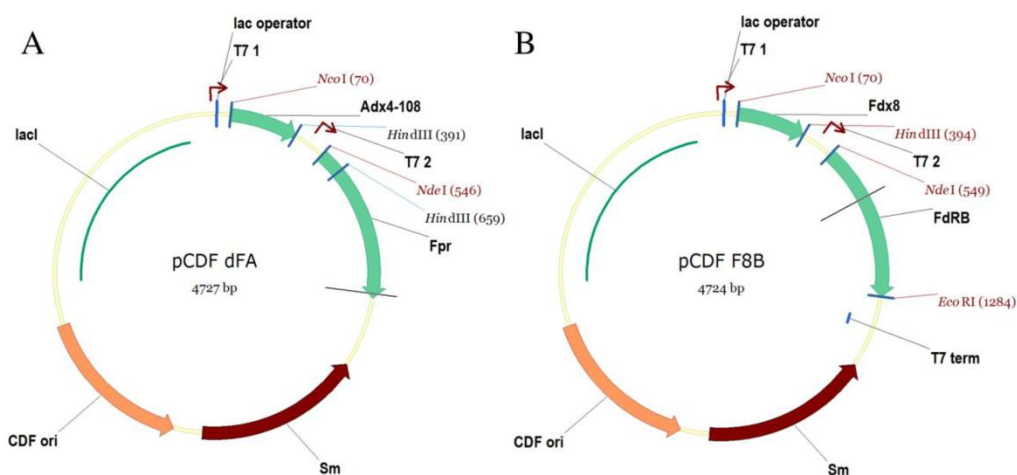 A
lac operator
T7 1
NcoI (70)
Adx4-108
HindIII (391)
T7 2
NdeI (546)
HindIII (659)
Fpr
lacI
pCDF dFA
4727 bp
CDF ori
Sm
B
lac operator
T7 1
NcoI (70)
Fdx8
HindIII (394)
T7 2
NdeI (549)
FdRB
lacI
pCDF F8B
4724 bp
EcoRI (1284)
T7 term
CDF ori
Sm